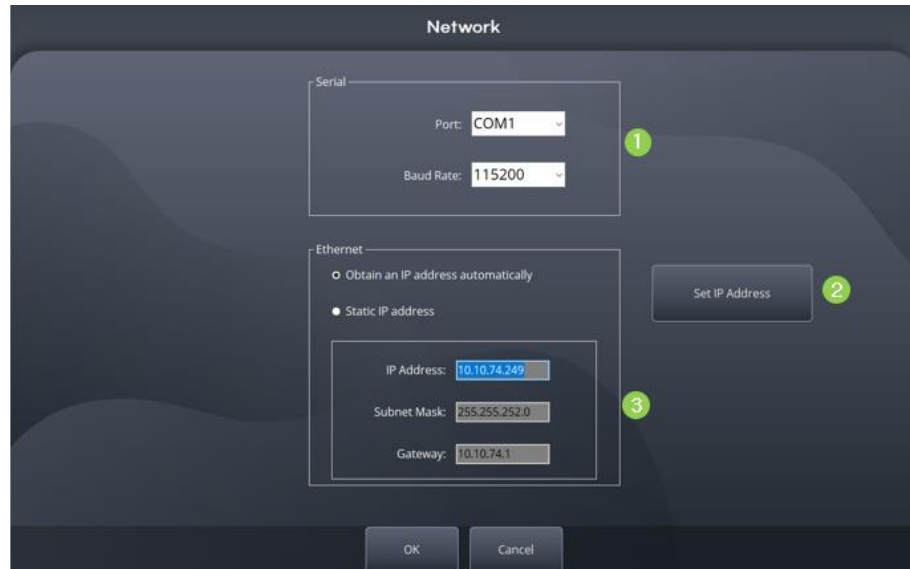 Network
Serial
Port: COM1
1
Baud Rate: 115200
Ethernet
Obtain an IP address automatically
Set IP Address
2
Static IP address
IP Address: 10.10.74.249
Subnet Mask: 255.255.252.0
3
Gateway: 10.10.74.1
OK
Cancel